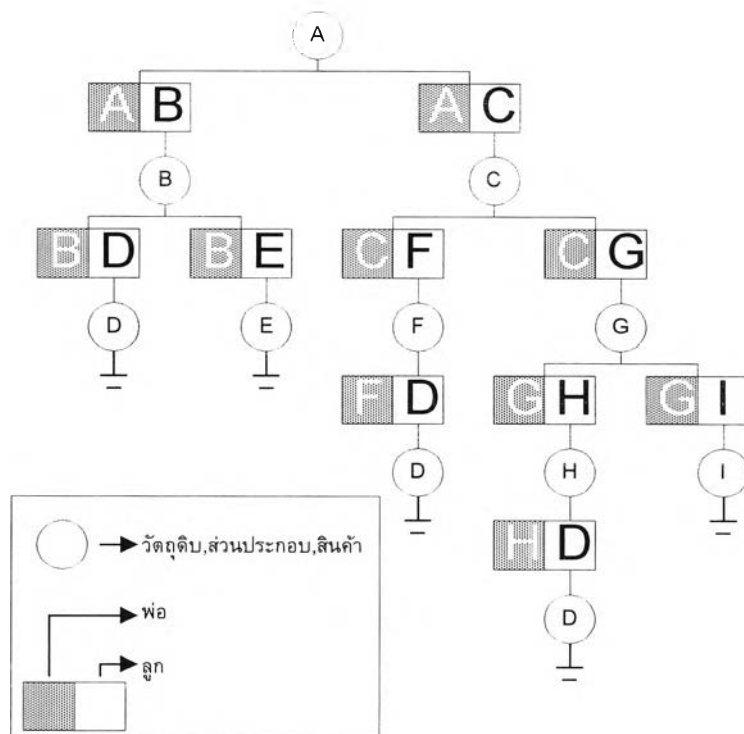 A
A B A C
B C
B D B E C F C G
D E F G
F D G H G I
D H I
H D
D
วัตถุดิบ,ส่วนประกอบ,สินค้า
พ่อ
ลูก